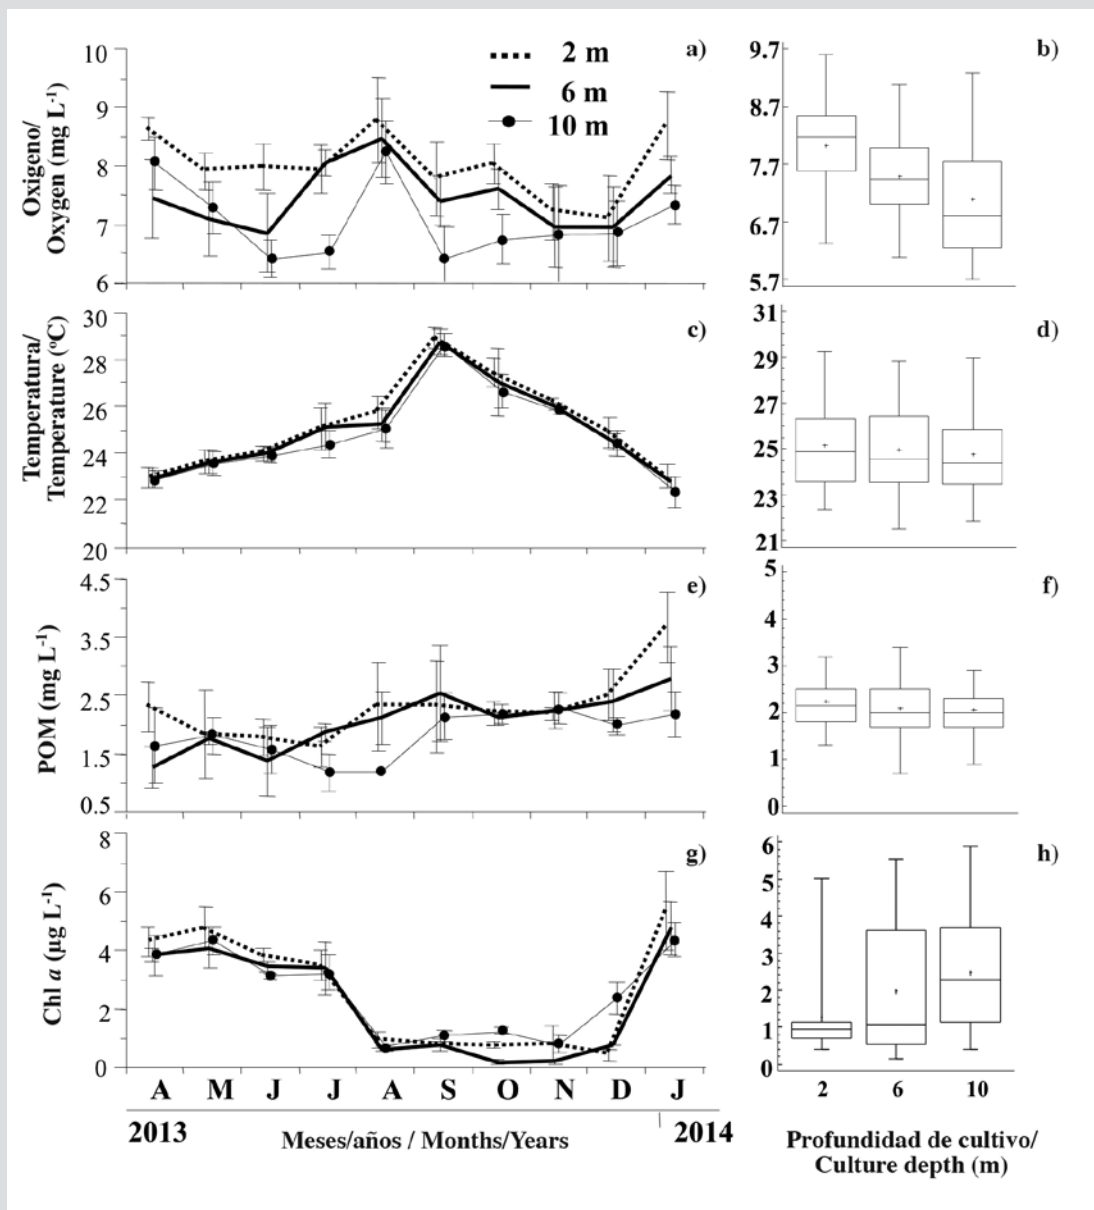 Oxigeno/
Oxygen (mg L-1)
10
9
8
7
6
2 m
6 m
10 m
a)
9.7
8.7
7.7
6.7
5.7
b)
Temperatura/
Temperature (ºC)
30
28
26
24
22
20
c)
31
29
27
25
23
21
d)
POM (mg L-1)
4.5
3.5
2.5
1.5
0.5
e)
5
4
3
2
1
0
f)
Chl a (µg L-1)
8
6
4
2
0
g)
6
5
4
3
2
1
0
h)
A M J J A S O N D J
2 6 10
2013 2014
Meses/años / Months/Years
Profundidad de cultivo/
Culture depth (m)